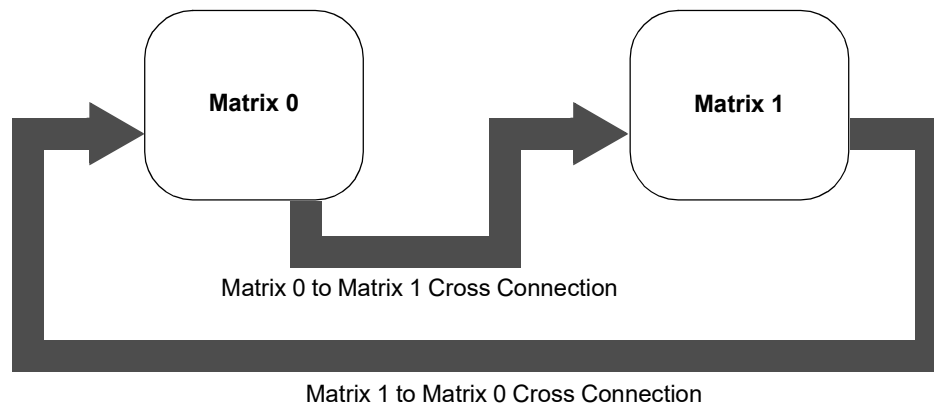 Matrix 0
Matrix 1
Matrix 0 to Matrix 1 Cross Connection
Matrix 1 to Matrix 0 Cross Connection